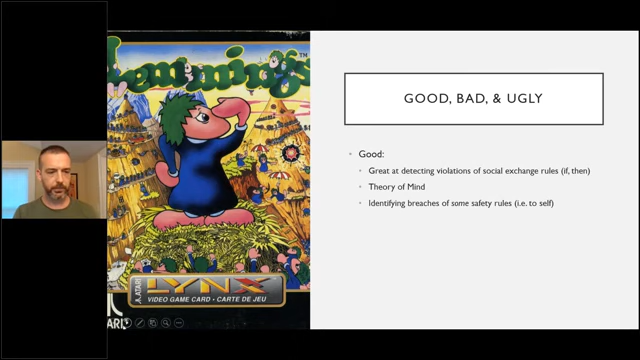 Lemmings
TM
LYNX
ATARI
VIDEO GAME CARD • CARTE DE JEU
GOOD, BAD, & UGLY
• Good:
• Great at detecting violations of social exchange rules (if, then)
• Theory of Mind
• Identifying breaches of some safety rules (i.e. to self)